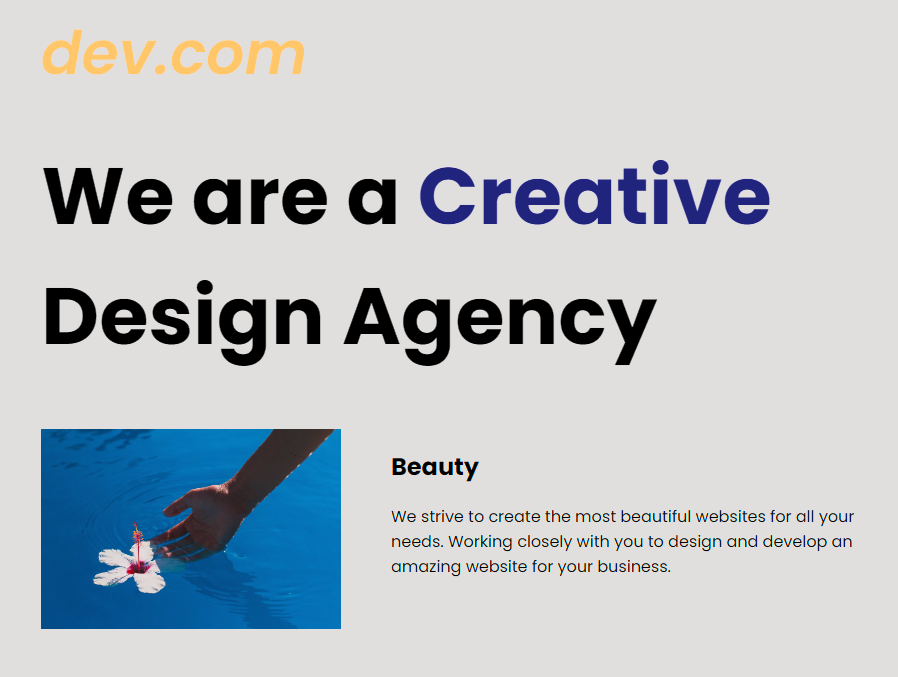 dev.com
We are a Creative
Design Agency
Beauty
We strive to create the most beautiful websites for all your
needs. Working closely with you to design and develop an
amazing website for your business.